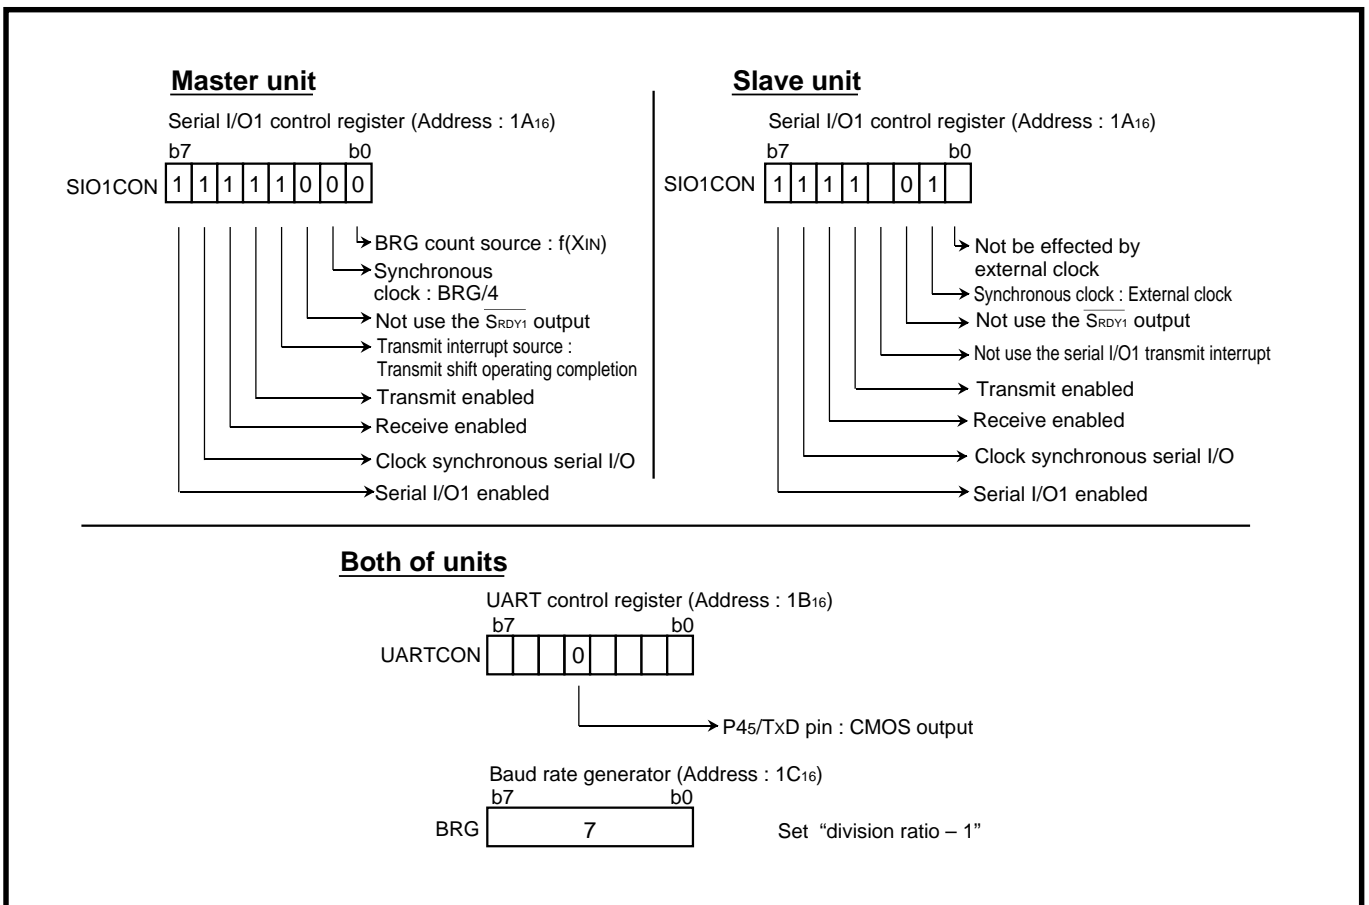 Master unit
Serial I/O1 control register (Address : 1A16)
b7 b0
SIO1CON 1 1 1 1 1 0 0 0
BRG count source : f(XIN)
Synchronous
clock : BRG/4
Not use the SRDY1 output
Transmit interrupt source :
Transmit shift operating completion
Transmit enabled
Receive enabled
Clock synchronous serial I/O
Serial I/O1 enabled
Slave unit
Serial I/O1 control register (Address : 1A16)
b7 b0
SIO1CON 1 1 1 1 0 1
Not be effected by
external clock
Synchronous clock : External clock
Not use the SRDY1 output
Not use the serial I/O1 transmit interrupt
Transmit enabled
Receive enabled
Clock synchronous serial I/O
Serial I/O1 enabled
Both of units
UART control register (Address : 1B16)
b7 b0
UARTCON 0
P45/TXD pin : CMOS output
Baud rate generator (Address : 1C16)
b7 b0
BRG 7 Set “division ratio – 1”